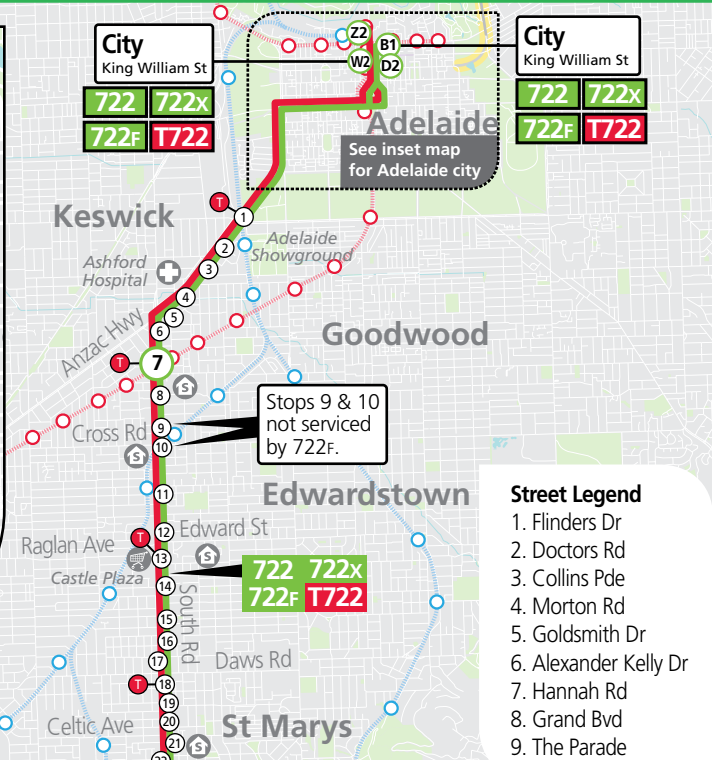 City
King William St
722 722X
722F T722
Z2
B1
W2
D2
City
King William St
722 722X
722F T722
Adelaide
See inset map
for Adelaide city
Keswick
T
1
2
Adelaide
Showground
Ashford
Hospital
3
4
5
6
Anzac Hwy
Goodwood
T
7
8
S
Stops 9 & 10
not serviced
by 722F.
Cross Rd
9
10
S
11
Edwardstown
12
Edward St
Raglan Ave
T
13
S
Castle Plaza
14
722 722X
722F T722
15
16
South Rd
17
Daws Rd
T
18
19
20
Celtic Ave
St Marys
21
S
22
Street Legend
1. Flinders Dr
2. Doctors Rd
3. Collins Pde
4. Morton Rd
5. Goldsmith Dr
6. Alexander Kelly Dr
7. Hannah Rd
8. Grand Bvd
9. The Parade